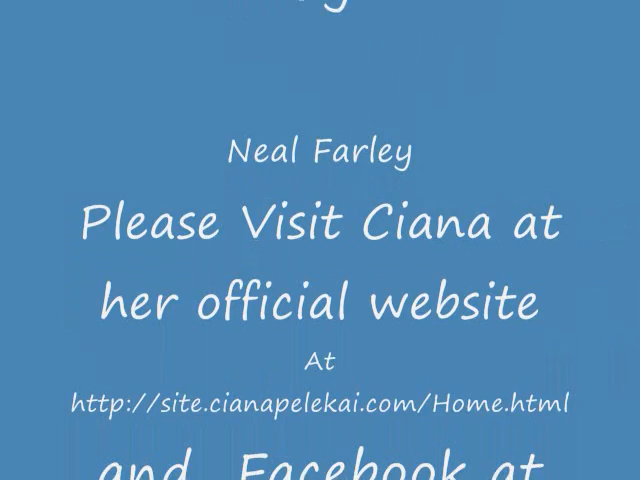 Neal Farley
Please Visit Ciana at
her official website
At
http://site.cianapelekai.com/Home.html
and Facebook at